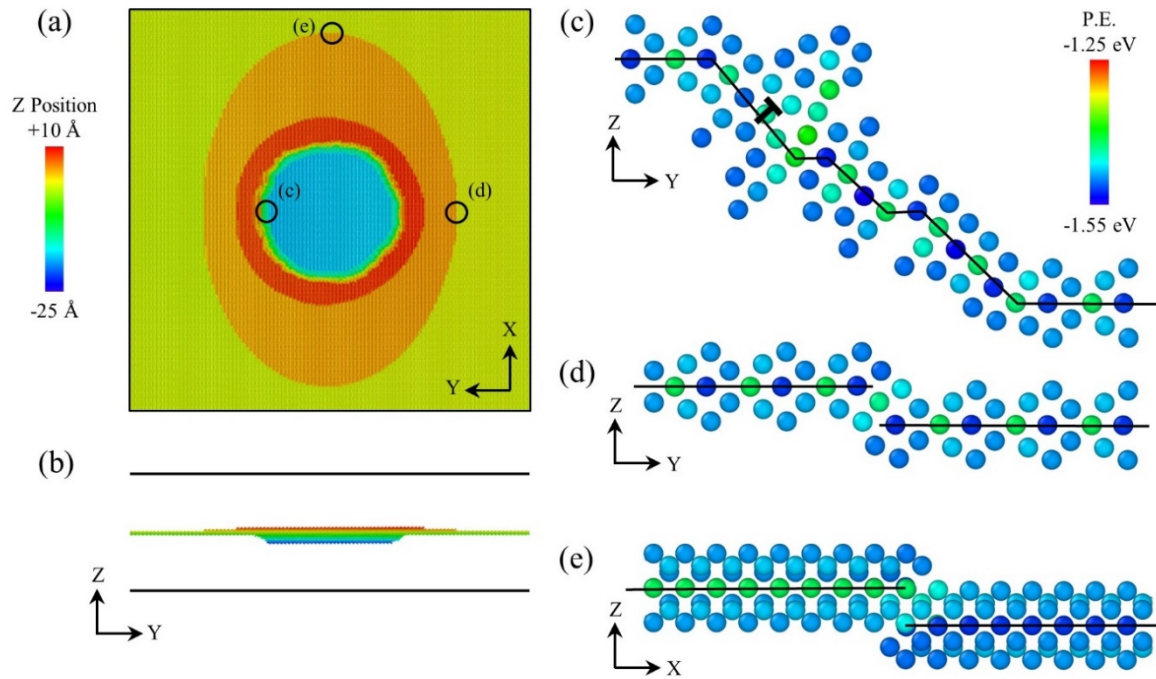 (a)
(e)
Z Position
+10 Å
-25 Å
(c)
(d)
X
Y
(b)
Z
Y
(c)
Z
Y
P.E.
-1.25 eV
-1.55 eV
(d)
Z
Y
(e)
Z
X